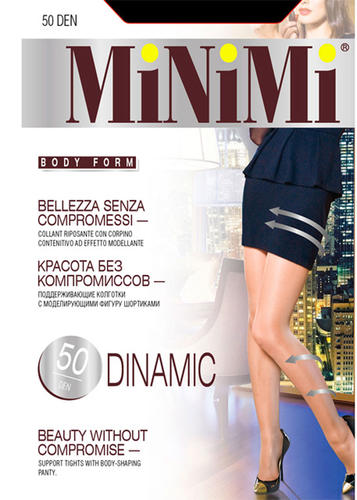 50 DEN
MiNiMi®
BODY FORM
BELLEZZA SENZA
COMPROMESSI —
COLLANT RIPOSANTE CON CORPINO
CONTENITIVO AD EFFETTO MODELLANTE
КРАСОТА БЕЗ
КОМПРОМИССОВ —
ПОДДЕРЖИВАЮЩИЕ КОЛГОТКИ
С МОДЕЛИРУЮЩИМИ ФИГУРУ ШОРТИКАМИ
50
DEN
DINAMIC
BEAUTY WITHOUT
COMPROMISE —
SUPPORT TIGHTS WITH BODY-SHAPING
PANTY.